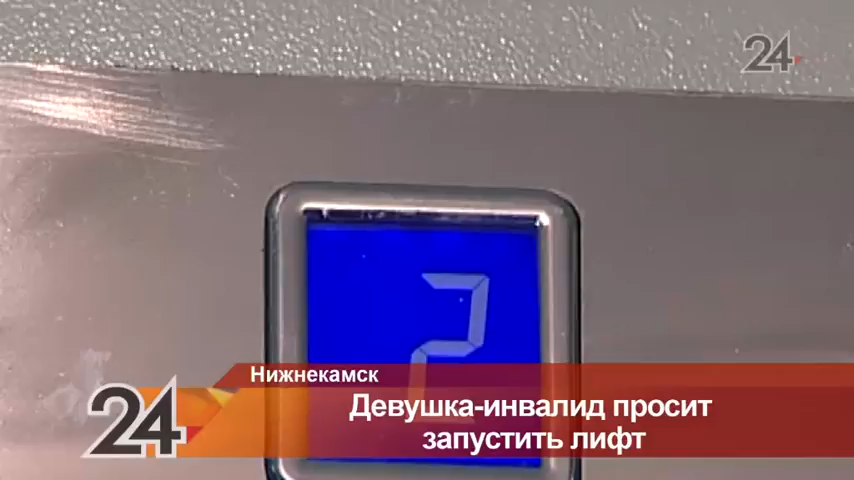 24
2
Нижнекамск
24
Девушка-инвалид просит
запустить лифт